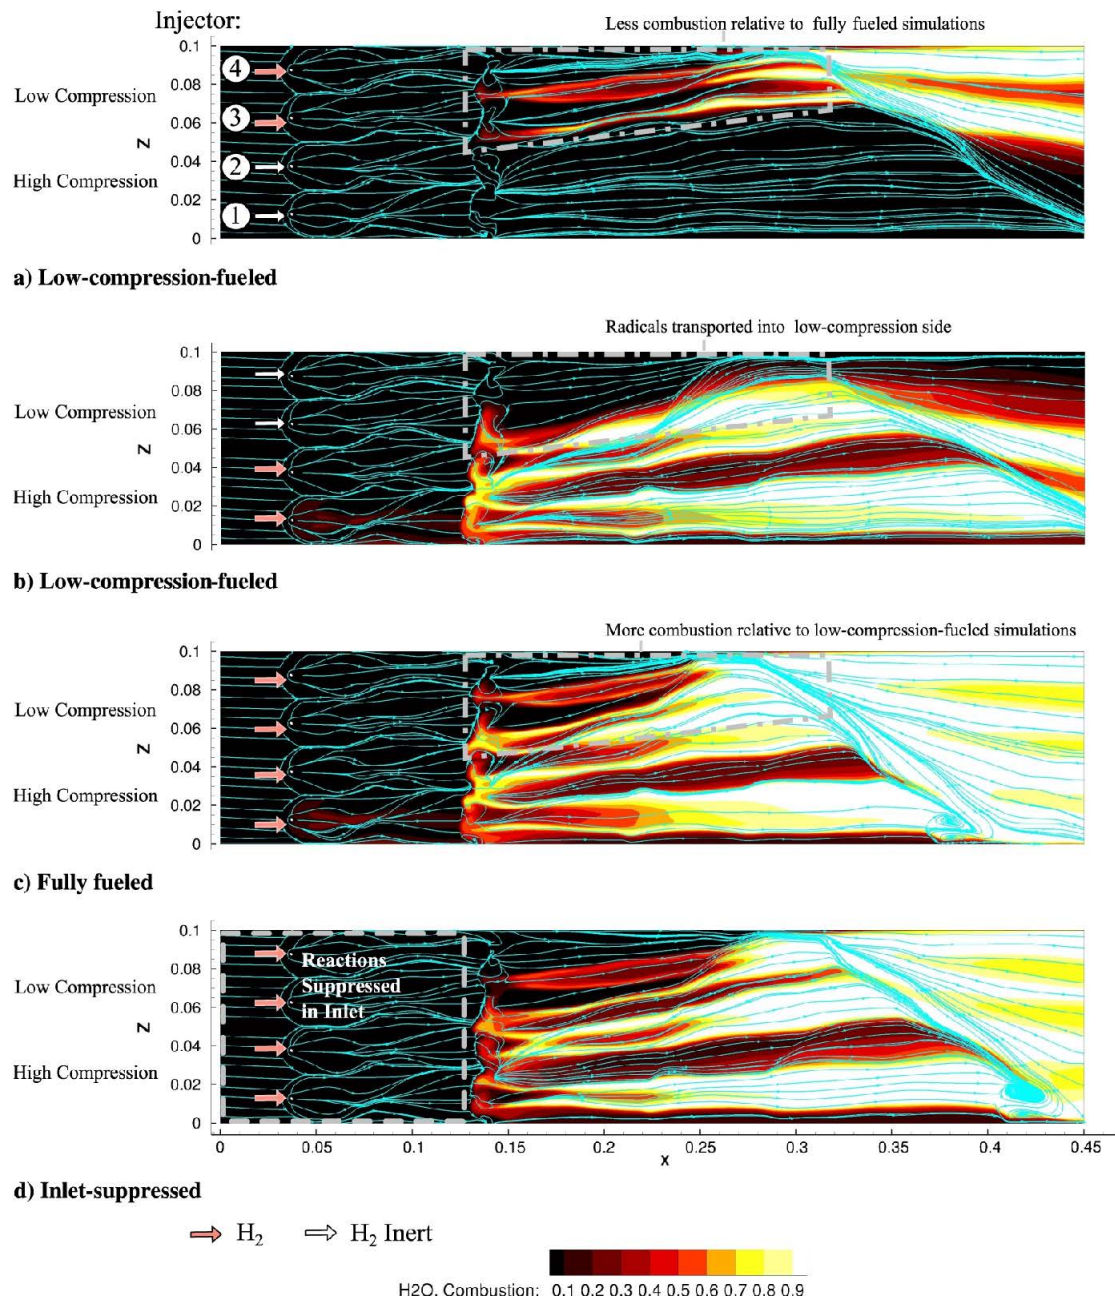 Injector:
Less combustion relative to fully fueled simulations
0.1
4
0.08
Low Compression
3
0.06
Z
2
0.04
High Compression
0.02
1
0
a) Low-compression-fueled
Radicals transported into low-compression side
0.1
0.08
Low Compression
0.06
Z
0.04
High Compression
0.02
0
b) Low-compression-fueled
More combustion relative to low-compression-fueled simulations
0.1
0.08
Low Compression
0.06
Z
0.04
High Compression
0.02
0
c) Fully fueled
0.1
Reactions
Suppressed
in Inlet
0.08
Low Compression
0.06
Z
0.04
High Compression
0.02
0
0 0.05 0.1 0.15 0.2 0.25 0.3 0.35 0.4 0.45
X
d) Inlet-suppressed
H2 H2 Inert
H2O, Combustion: 0.1 0.2 0.3 0.4 0.5 0.6 0.7 0.8 0.9